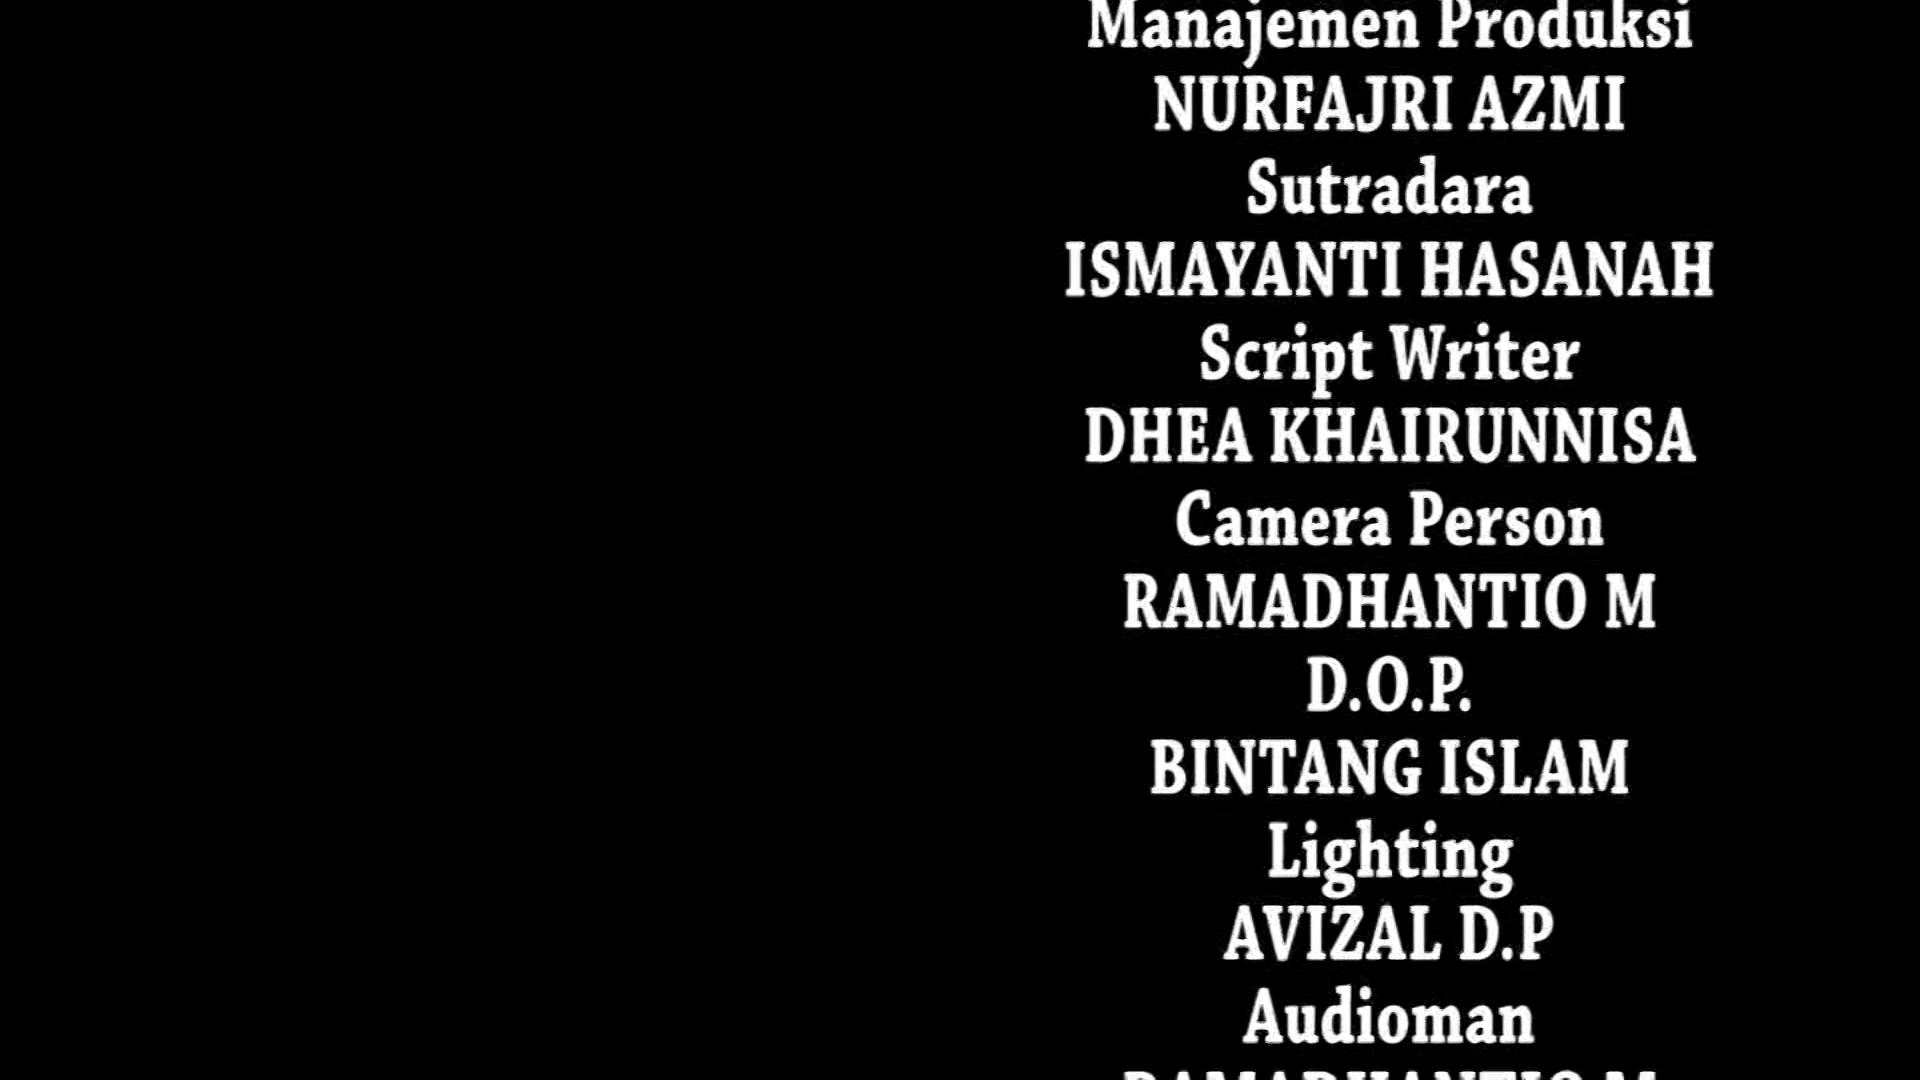 Manajemen Produksi
NURFAJRI AZMI
Sutradara
ISMAYANTI HASANAH
Script Writer
DHEA KHAIRUNNISA
Camera Person
RAMADHANTIO M
D.O.P.
BINTANG ISLAM
Lighting
AVIZAL D.P
Audioman
RAMADHANTIO M